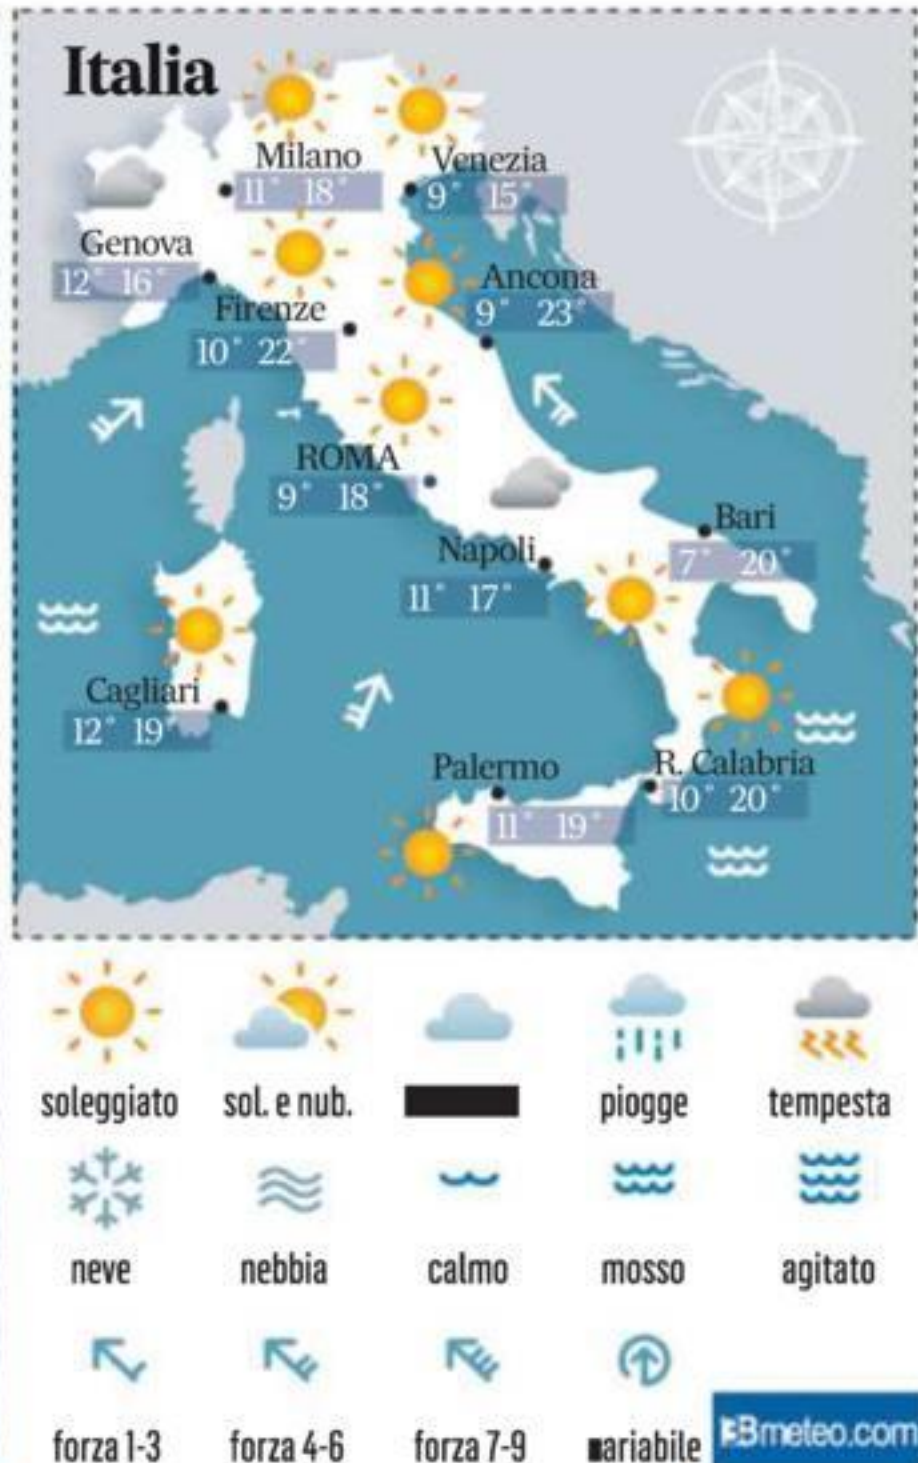 Italia
Milano
11° 18°
Venezia
9° 15°
Genova
12° 16°
Ancona
9° 23°
Firenze
10° 22°
ROMA
9° 18°
Bari
7° 20°
Napoli
11° 17°
Cagliari
12° 19°
Palermo
11° 19°
R. Calabria
10° 20°
soleggiato sol. e nub. piogge tempesta
neve nebbia calmo mosso agitato
forza 1-3 forza 4-6 forza 7-9 ariabile
Bmeteo.com